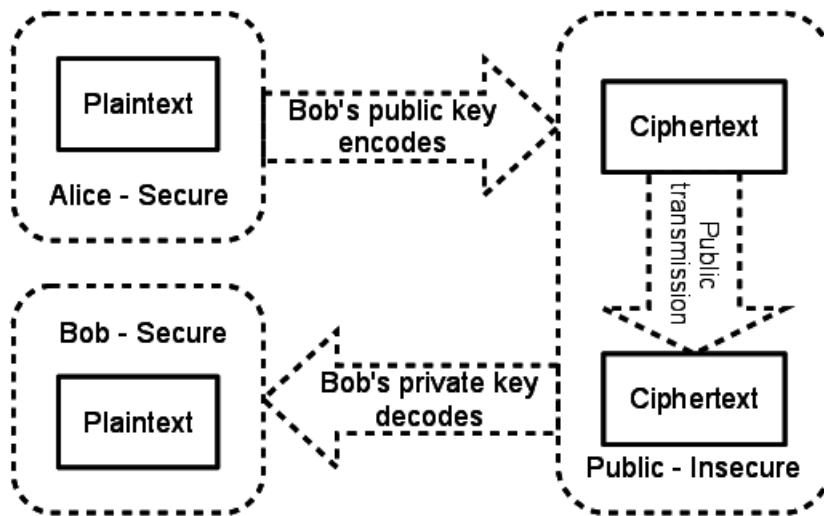 Plaintext
Alice - Secure
Bob's public key
encodes
Ciphertext
Public
transmission
Ciphertext
Public - Insecure
Bob's private key
decodes
Bob - Secure
Plaintext